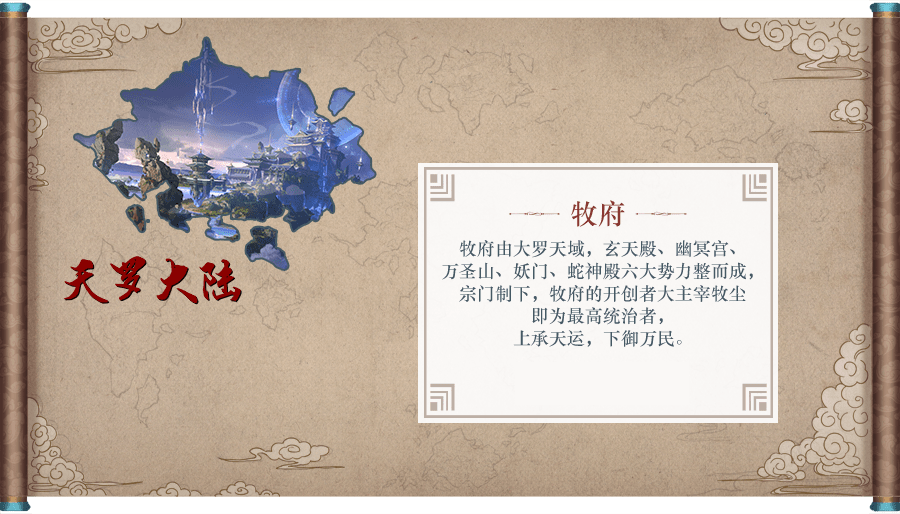 天罗大陆
牧府
牧府由大罗天域，玄天殿、幽冥宫、
万圣山、妖门、蛇神殿六大势力整而成，
宗门制下，牧府的开创者大主宰牧尘
即为最高统治者，
上承天运，下御万民。